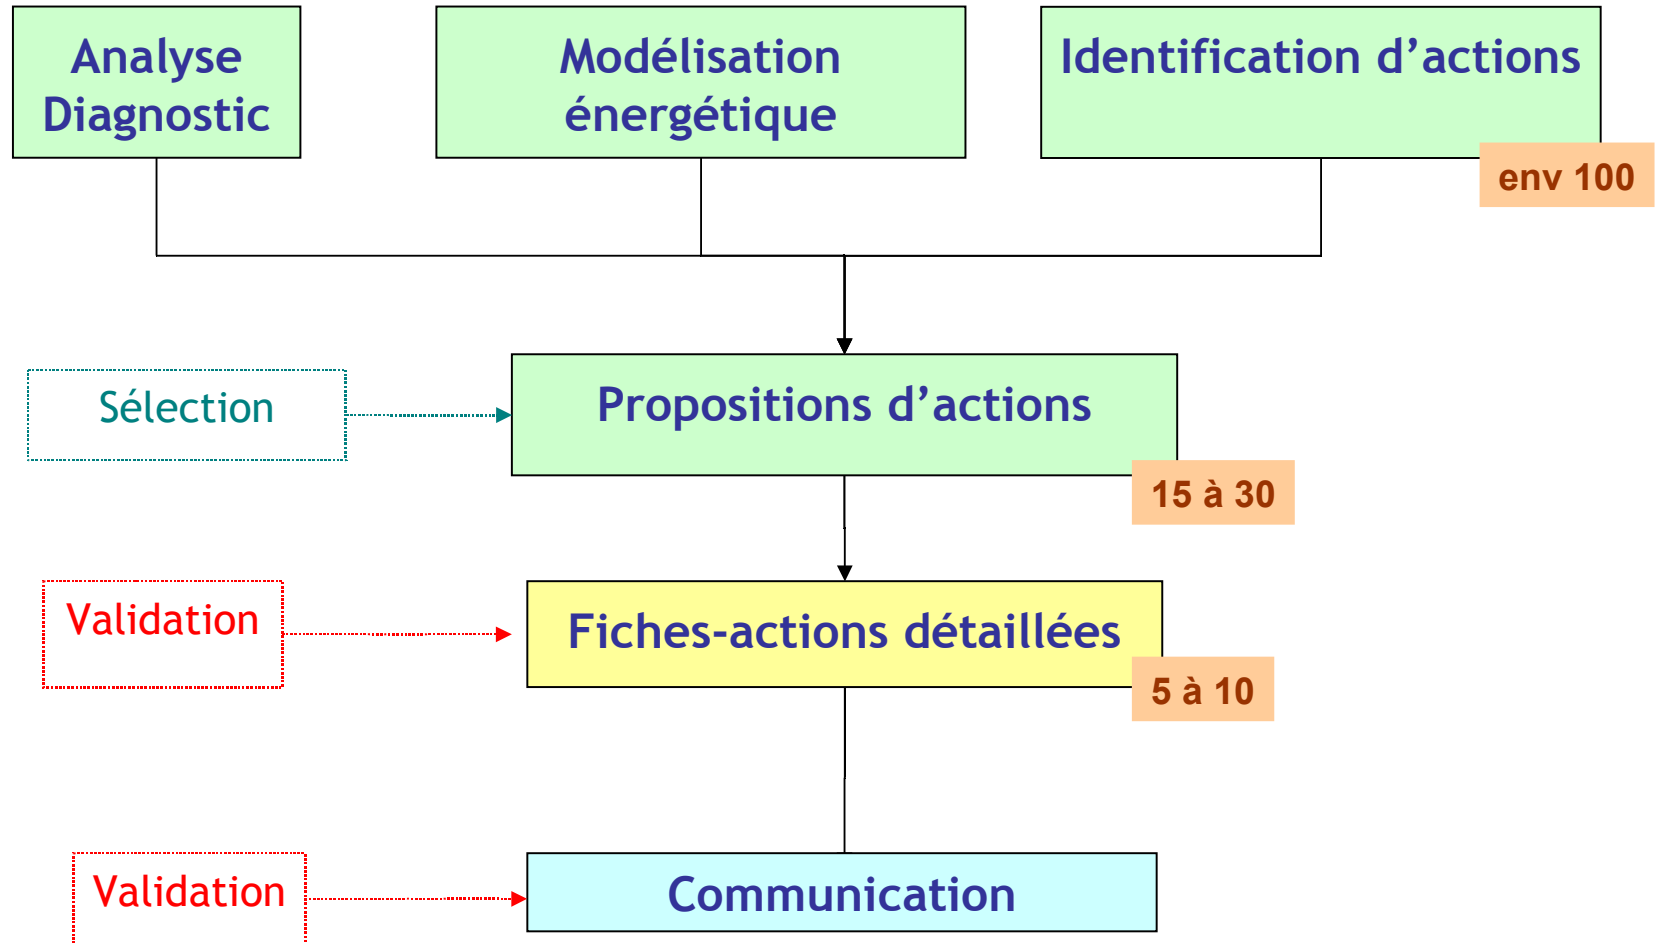 Analyse
Diagnostic
Modélisation
énergétique
Identification d’actions
env 100
Sélection
Propositions d’actions
15 à 30
Validation
Fiches-actions détaillées
5 à 10
Validation
Communication